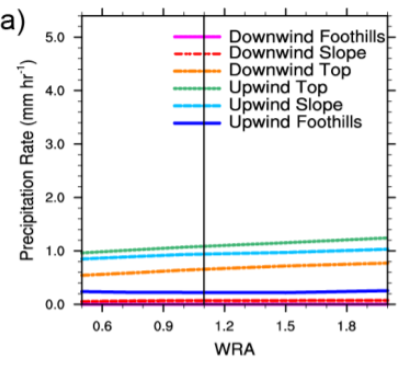 a)
Downwind Foothills
Downwind Slope
Downwind Top
Upwind Top
Upwind Slope
Upwind Foothills
Precipitation Rate (mm hr⁻¹)
5.0
4.0
3.0
2.0
1.0
0.0
0.6 0.9 1.2 1.5 1.8
WRA